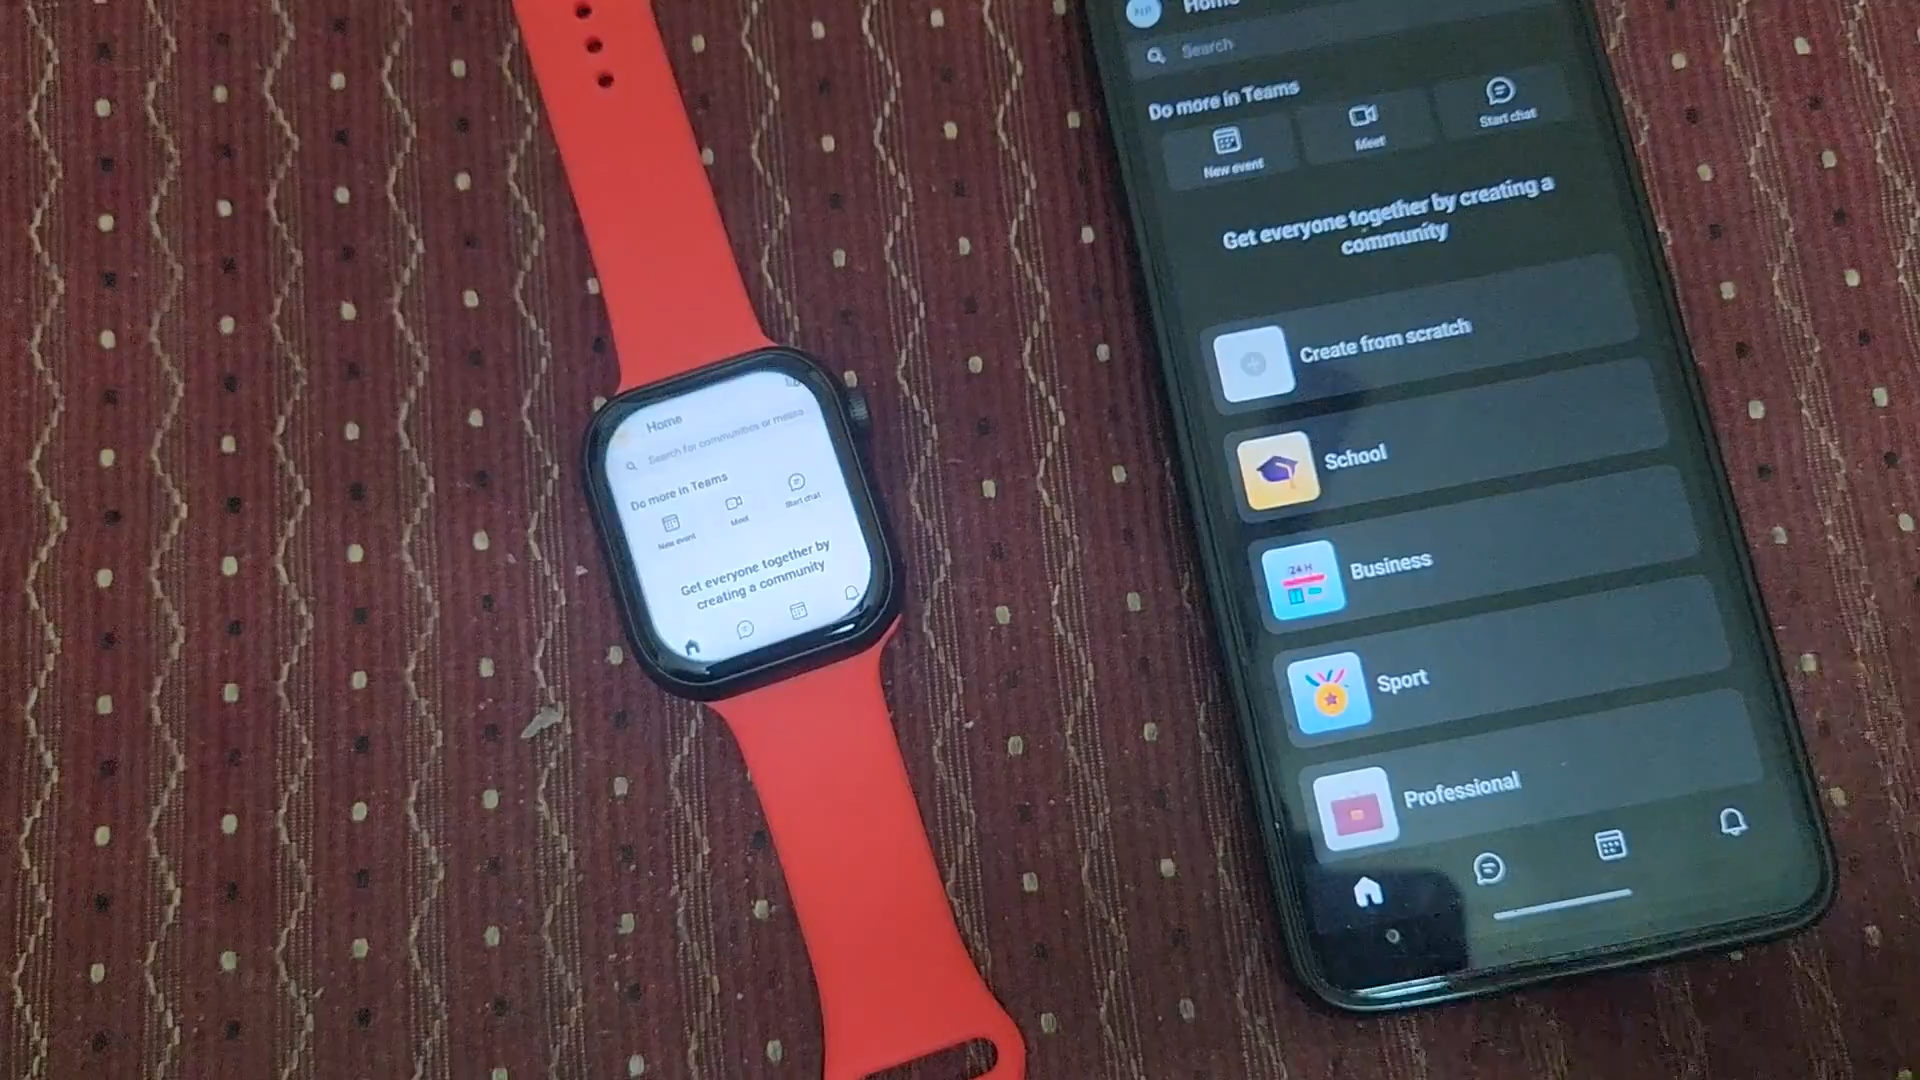 Home
Search for communities or messa
Do more in Teams
New event
Meet
Start chat
Get everyone together by
creating a community
Home
Search
Do more in Teams
New event
Meet
Start chat
Get everyone together by creating a
community
Create from scratch
School
24 H
Business
Sport
Professional